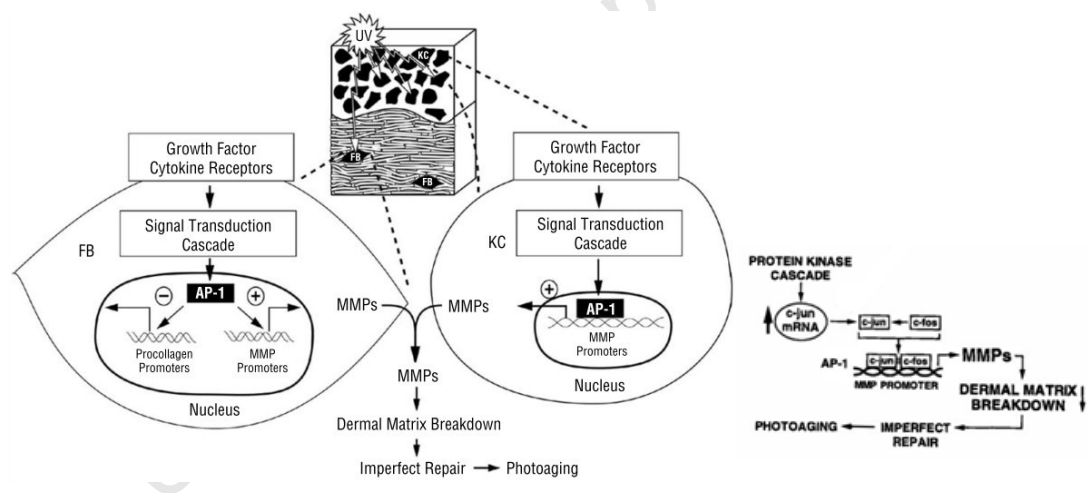 UV
KC
FB
FB
Growth Factor
Cytokine Receptors
Signal Transduction
Cascade
FB
AP-1
−
+
Procollagen
Promoters
MMP
Promoters
Nucleus
Growth Factor
Cytokine Receptors
Signal Transduction
Cascade
KC
+
AP-1
MMP
Promoters
Nucleus
MMPs
MMPs
MMPs
Dermal Matrix Breakdown
Imperfect Repair
Photoaging
PROTEIN KINASE
CASCADE
c-jun
mRNA
c-jun
c-fos
AP-1
c-jun
c-fos
MMP PROMOTER
MMPs
DERMAL MATRIX
BREAKDOWN
IMPERFECT
REPAIR
PHOTOAGING